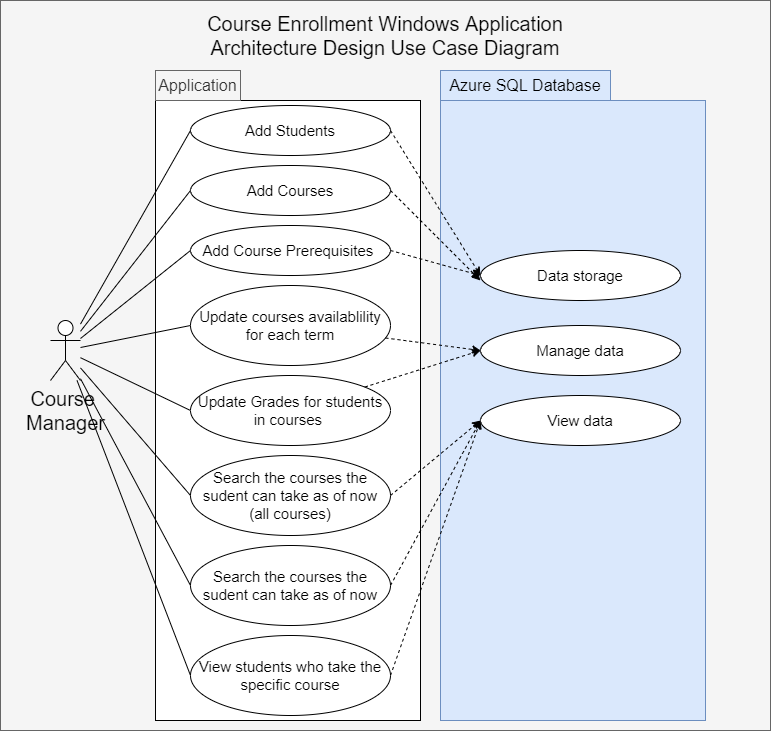 Course Enrollment Windows Application
Architecture Design Use Case Diagram
Application
Azure SQL Database
Add Students
Add Courses
Add Course Prerequisites
Data storage
Update courses availablility
for each term
Manage data
Course
Manager
Update Grades for students
in courses
View data
Search the courses the
sudent can take as of now
(all courses)
Search the courses the
sudent can take as of now
View students who take the
specific course